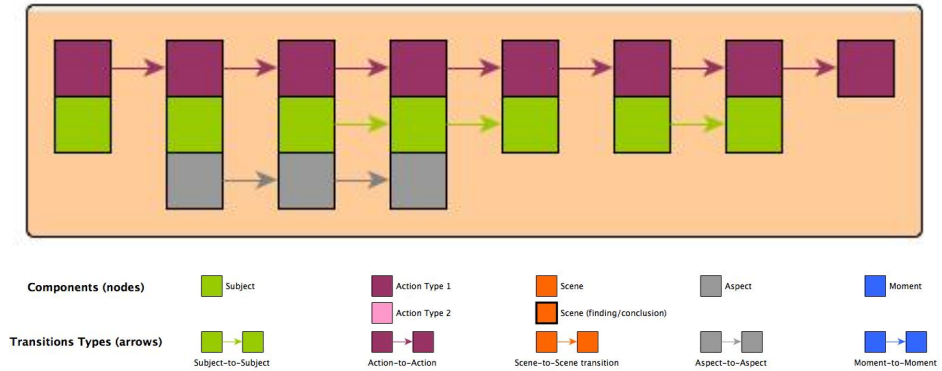 Components (nodes)
Subject
Action Type 1
Scene
Aspect
Moment
Action Type 2
Scene (finding/conclusion)
Transitions Types (arrows)
Subject-to-Subject
Action-to-Action
Scene-to-Scene transition
Aspect-to-Aspect
Moment-to-Moment